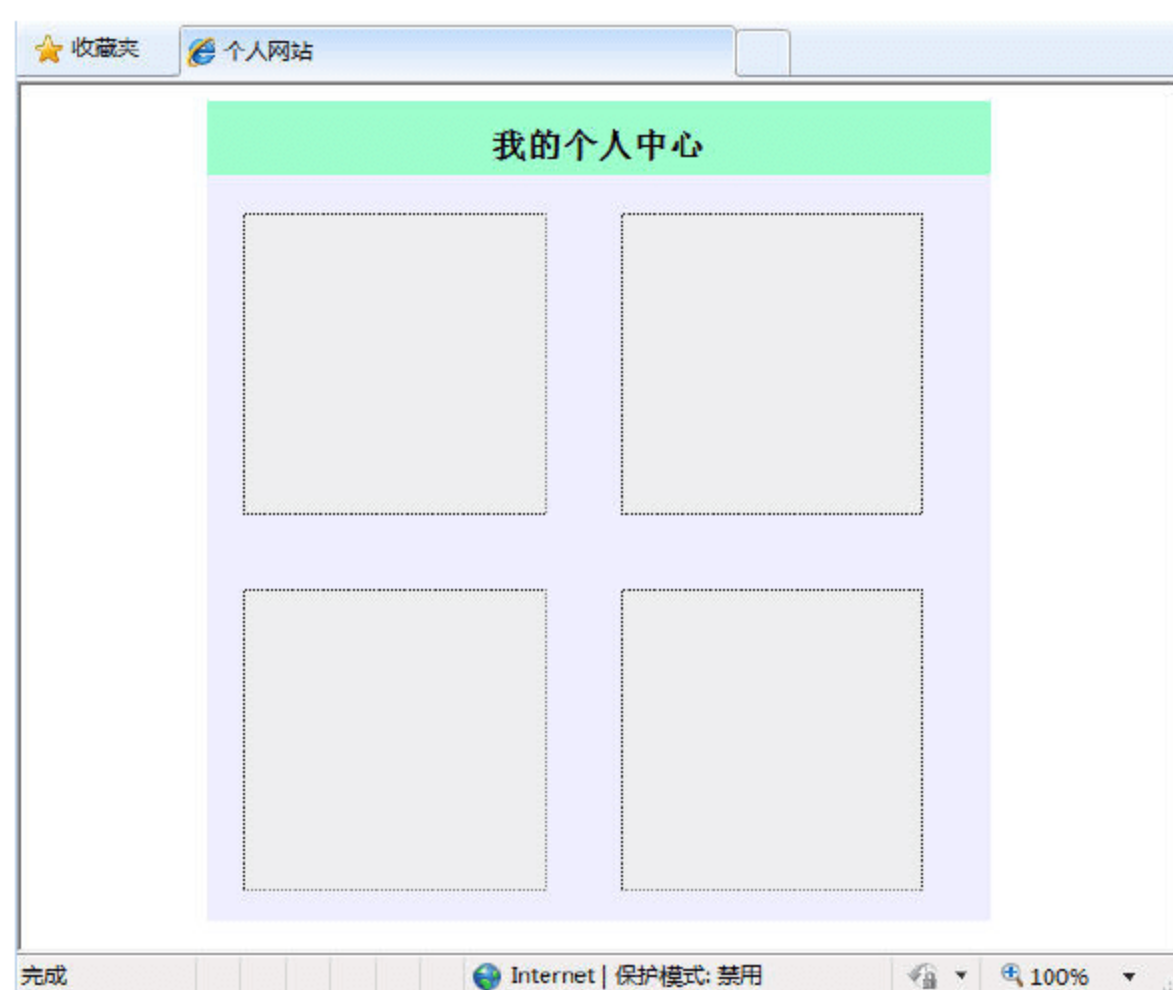 收藏夹
个人网站
我的个人中心
完成
Internet | 保护模式: 禁用
100%